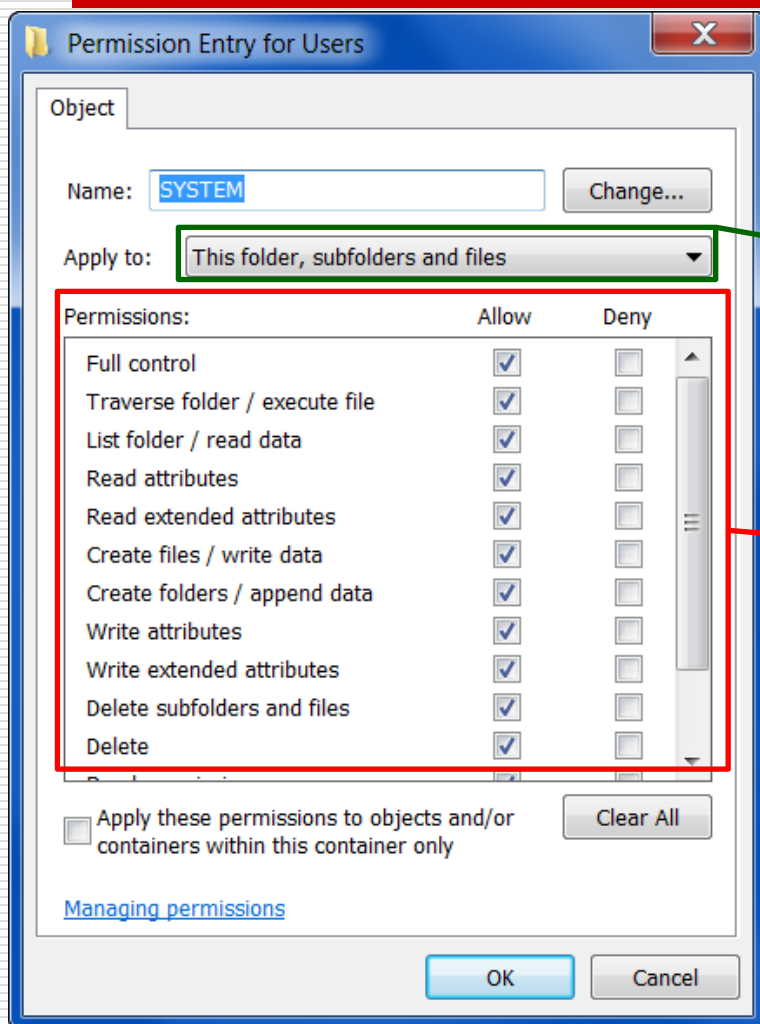 Permission Entry for Users
Object
Name: SYSTEM Change...
Apply to: This folder, subfolders and files
Permissions: Allow Deny
Full control
Traverse folder / execute file
List folder / read data
Read attributes
Read extended attributes
Create files / write data
Create folders / append data
Write attributes
Write extended attributes
Delete subfolders and files
Delete
Apply these permissions to objects and/or
containers within this container only
Clear All
Managing permissions
OK Cancel